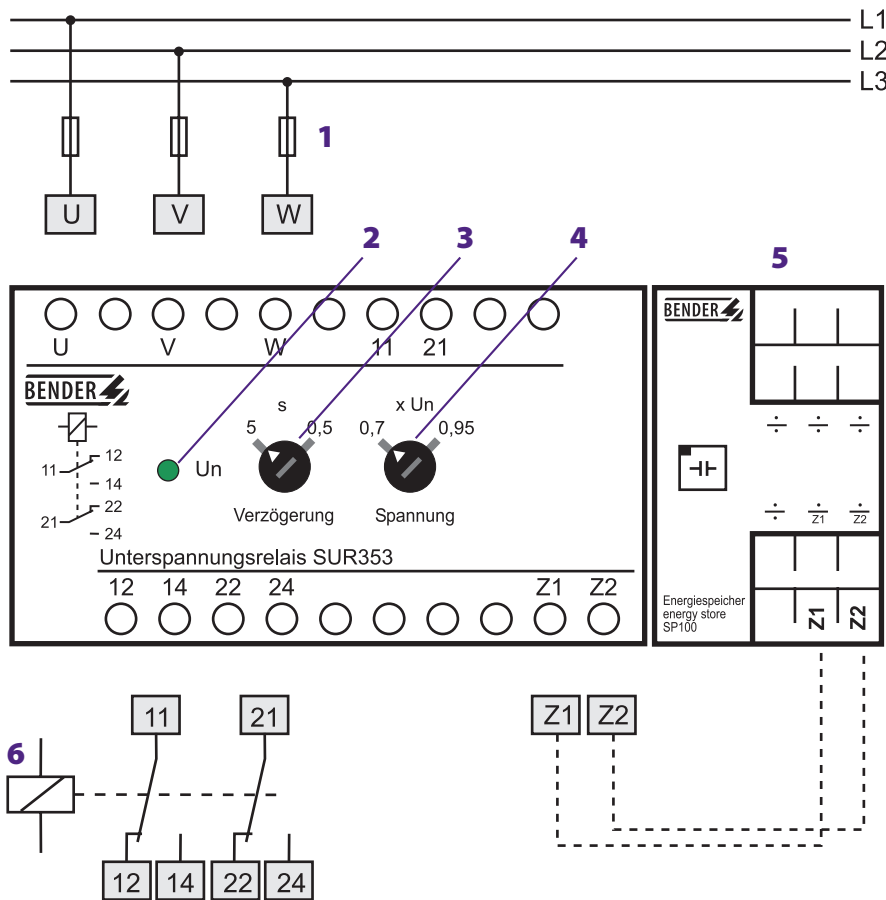 L1
L2
L3
1
U V W
2 3 4 5
U V W 11 21
BENDER
BENDER
s x Un
5 0,5 0,7 0,95
÷ ÷ ÷
11 12
14
21 22
24
Un
Verzögerung Spannung
÷ ÷ ÷
Z1 Z2
Unterspannungsrelais SUR353
12 14 22 24 Z1 Z2
Energiespeicher
energy store
SP100
Z1 Z2
11 21 Z1 Z2
6
12 14 22 24